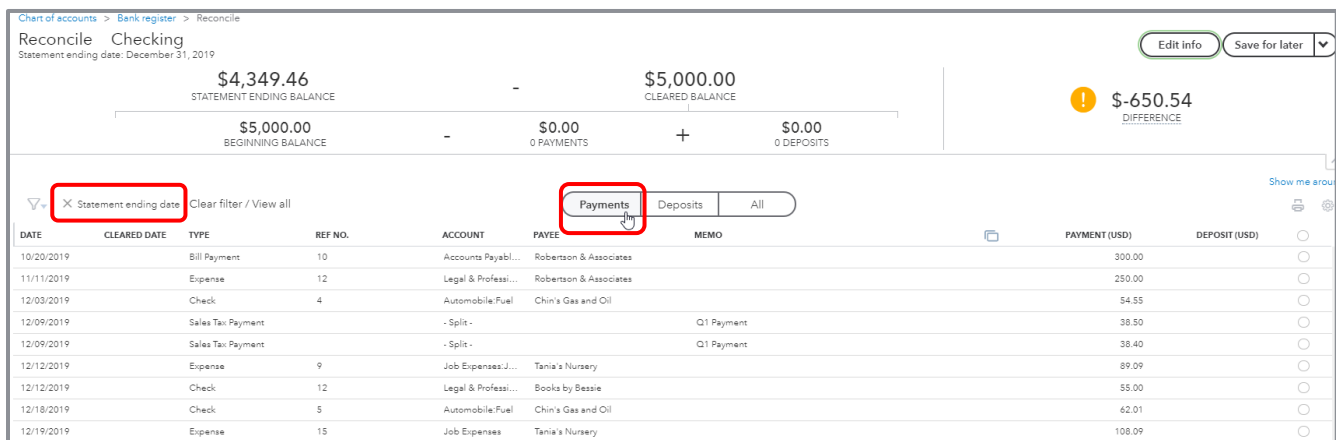 Chart of accounts > Bank register > Reconcile
Reconcile Checking
Edit info Save for later
Statement ending date: December 31, 2019
$4,349.46 - $5,000.00
STATEMENT ENDING BALANCE CLEARED BALANCE
! $-650.54
DIFFERENCE
$5,000.00 - $0.00 + $0.00
BEGINNING BALANCE 0 PAYMENTS 0 DEPOSITS
Show me aroun
X Statement ending date Clear filter / View all Payments Deposits All
DATE CLEARED DATE TYPE REF NO. ACCOUNT PAYEE MEMO PAYMENT (USD) DEPOSIT (USD)
10/20/2019 Bill Payment 10 Accounts Payabl... Robertson & Associates 300.00
11/11/2019 Expense 12 Legal & Professi... Robertson & Associates 250.00
12/03/2019 Check 4 Automobile:Fuel Chin's Gas and Oil 54.55
12/09/2019 Sales Tax Payment - Split - Q1 Payment 38.50
12/09/2019 Sales Tax Payment - Split - Q1 Payment 38.40
12/12/2019 Expense 9 Job Expenses:J... Tania's Nursery 89.09
12/12/2019 Check 12 Legal & Professi... Books by Bessie 55.00
12/18/2019 Check 5 Automobile:Fuel Chin's Gas and Oil 62.01
12/19/2019 Expense 15 Job Expenses Tania's Nursery 108.09